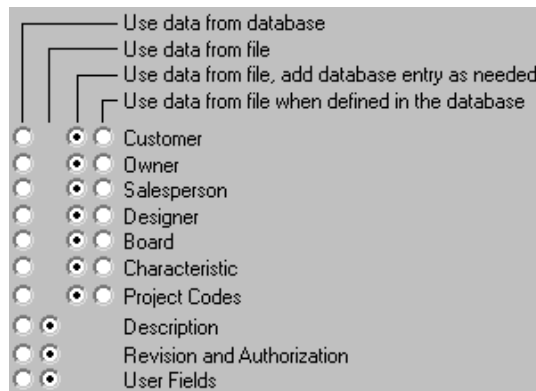 Use data from database
Use data from file
Use data from file, add database entry as needed
Use data from file when defined in the database
Customer
Owner
Salesperson
Designer
Board
Characteristic
Project Codes
Description
Revision and Authorization
User Fields